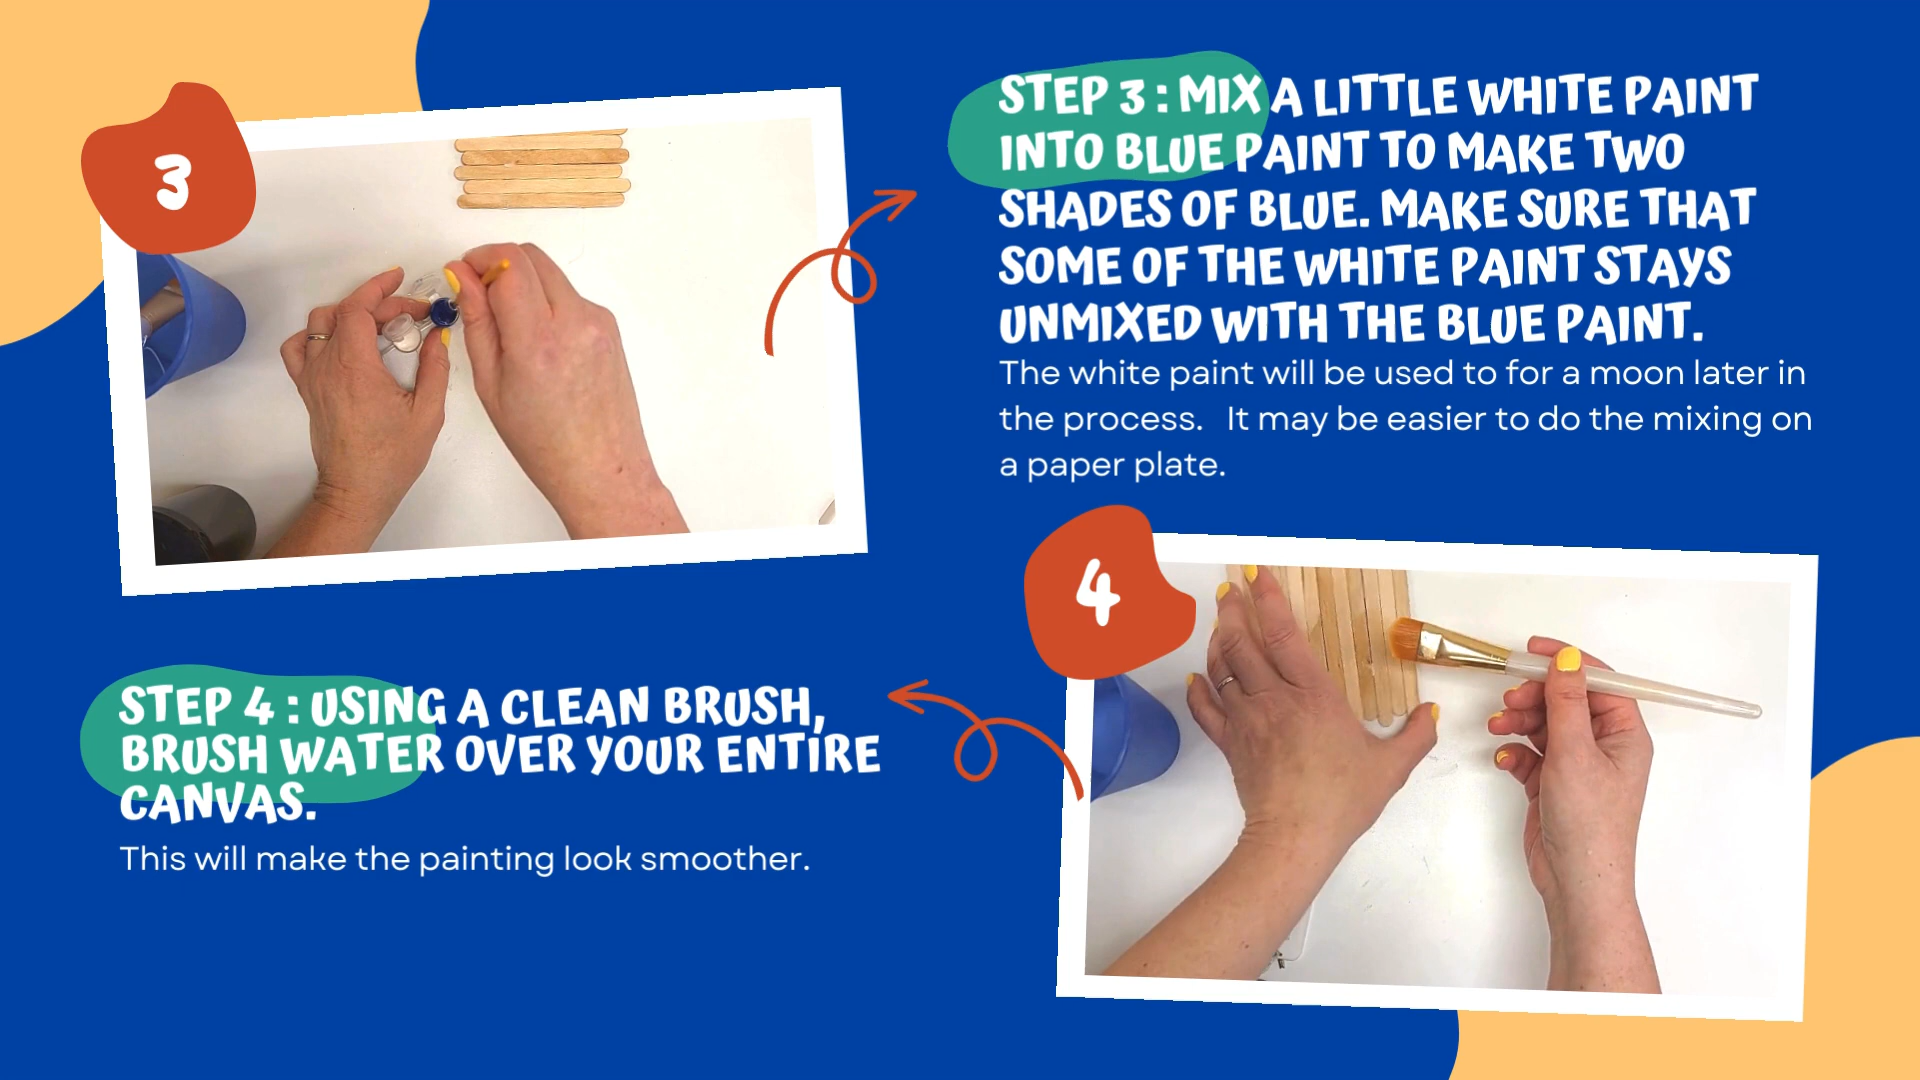 3
STEP 3 : MIX A LITTLE WHITE PAINT
INTO BLUE PAINT TO MAKE TWO
SHADES OF BLUE. MAKE SURE THAT
SOME OF THE WHITE PAINT STAYS
UNMIXED WITH THE BLUE PAINT.
The white paint will be used to for a moon later in
the process. It may be easier to do the mixing on
a paper plate.
4
STEP 4 : USING A CLEAN BRUSH,
BRUSH WATER OVER YOUR ENTIRE
CANVAS.
This will make the painting look smoother.